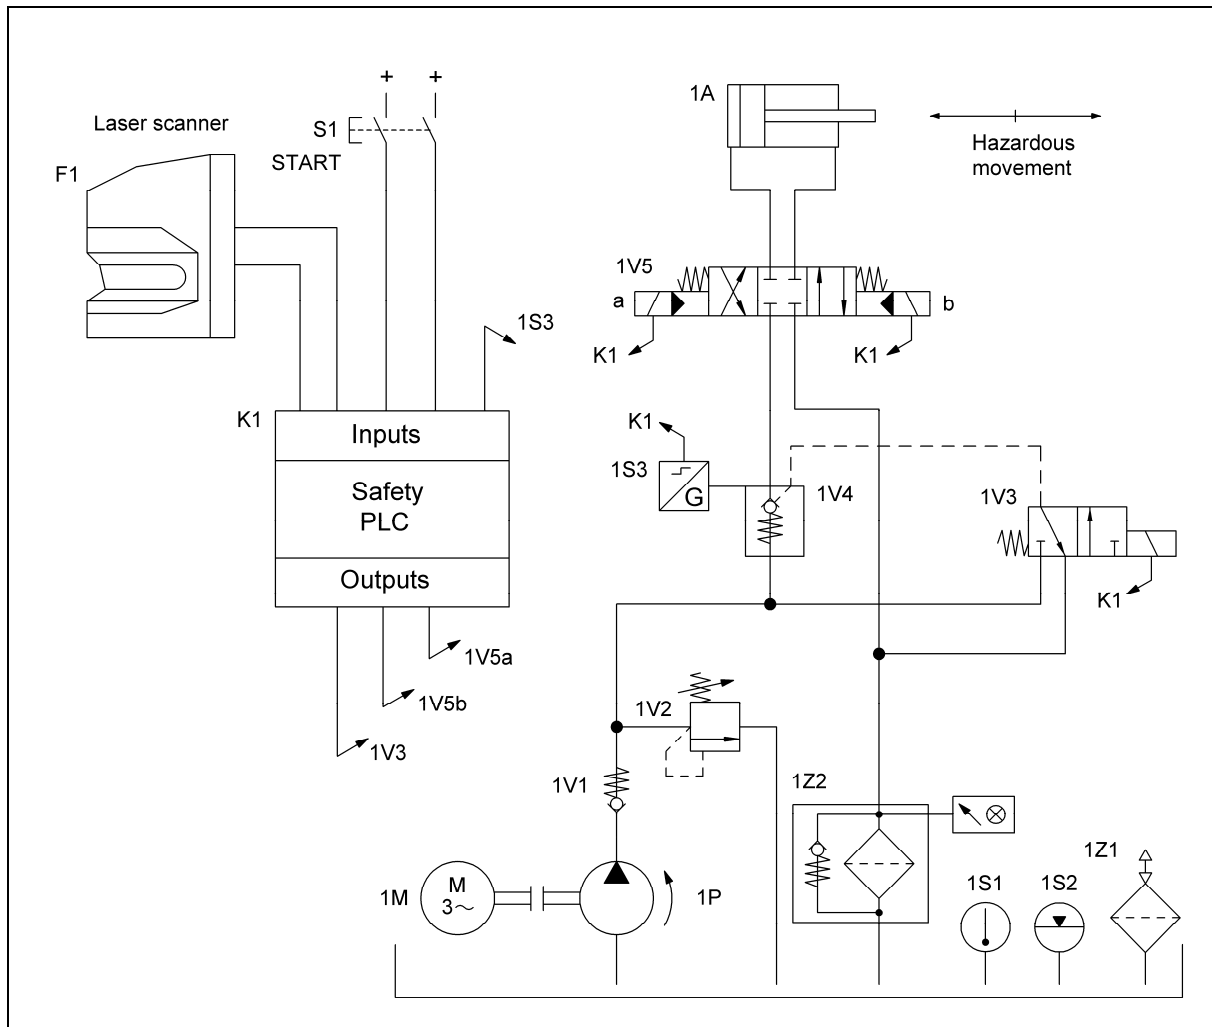 + +
Laser scanner
S1
START
F1
1A
Hazardous
movement
1V5
a
b
K1
K1
1S3
K1
Inputs
Safety
PLC
Outputs
1V5a
1V5b
1V3
K1
1S3
G
1V4
1V3
K1
1V2
1V1
1Z2
1Z1
1M
M
3~
1P
1S1
1S2